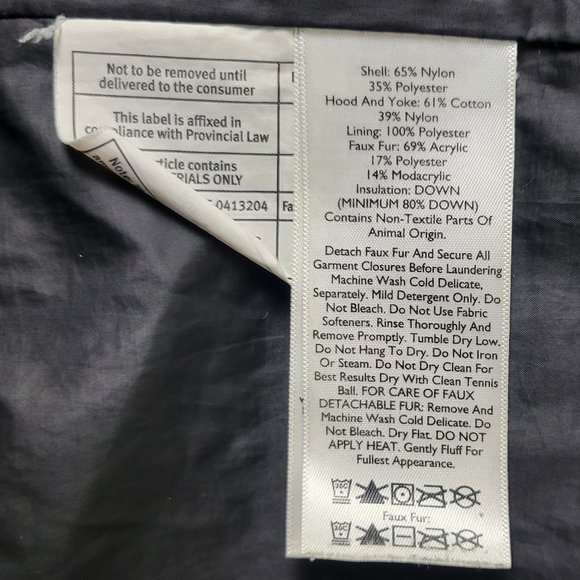 Not to be removed until
delivered to the consumer
This label is affixed in
compliance with Provincial Law
article contains
MATERIALS ONLY
0413204
Shell: 65% Nylon
35% Polyester
Hood And Yoke: 61% Cotton
39% Nylon
Lining: 100% Polyester
Faux Fur: 69% Acrylic
17% Polyester
14% Modacrylic
Insulation: DOWN
(MINIMUM 80% DOWN)
Contains Non-Textile Parts Of
Animal Origin.
Detach Faux Fur And Secure All
Garment Closures Before Laundering
Machine Wash Cold Delicate,
Separately. Mild Detergent Only. Do
Not Bleach. Do Not Use Fabric
Softeners. Rinse Thoroughly And
Remove Promptly. Tumble Dry Low.
Do Not Hang To Dry. Do Not Iron
Or Steam. Do Not Dry Clean For
Best Results Dry With Clean Tennis
Ball. FOR CARE OF FAUX
DETACHABLE FUR: Remove And
Machine Wash Cold Delicate. Do
Not Bleach. Dry Flat. DO NOT
APPLY HEAT. Gently Fluff For
Fullest Appearance.
30C
Faux Fur:
30C